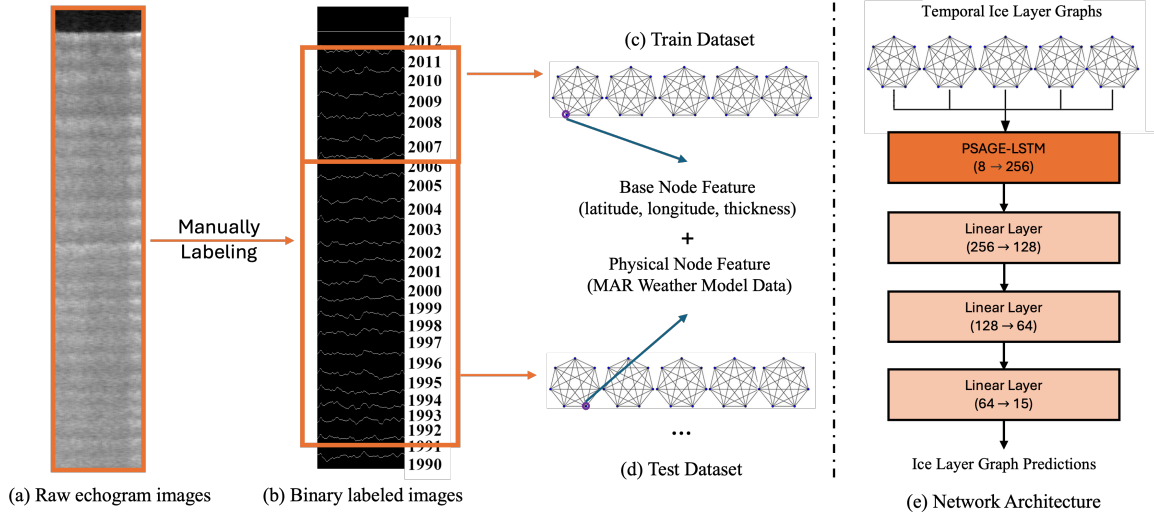 Manually
Labeling
(a) Raw echogram images
2012
2011
2010
2009
2008
2007
2006
2005
2004
2003
2002
2001
2000
1999
1998
1997
1996
1995
1994
1993
1992
1991
1990
(b) Binary labeled images
(c) Train Dataset
Base Node Feature
(latitude, longitude, thickness)
+
Physical Node Feature
(MAR Weather Model Data)
...
(d) Test Dataset
Temporal Ice Layer Graphs
PSAGE-LSTM
(8 → 256)
Linear Layer
(256 → 128)
Linear Layer
(128 → 64)
Linear Layer
(64 → 15)
Ice Layer Graph Predictions
(e) Network Architecture